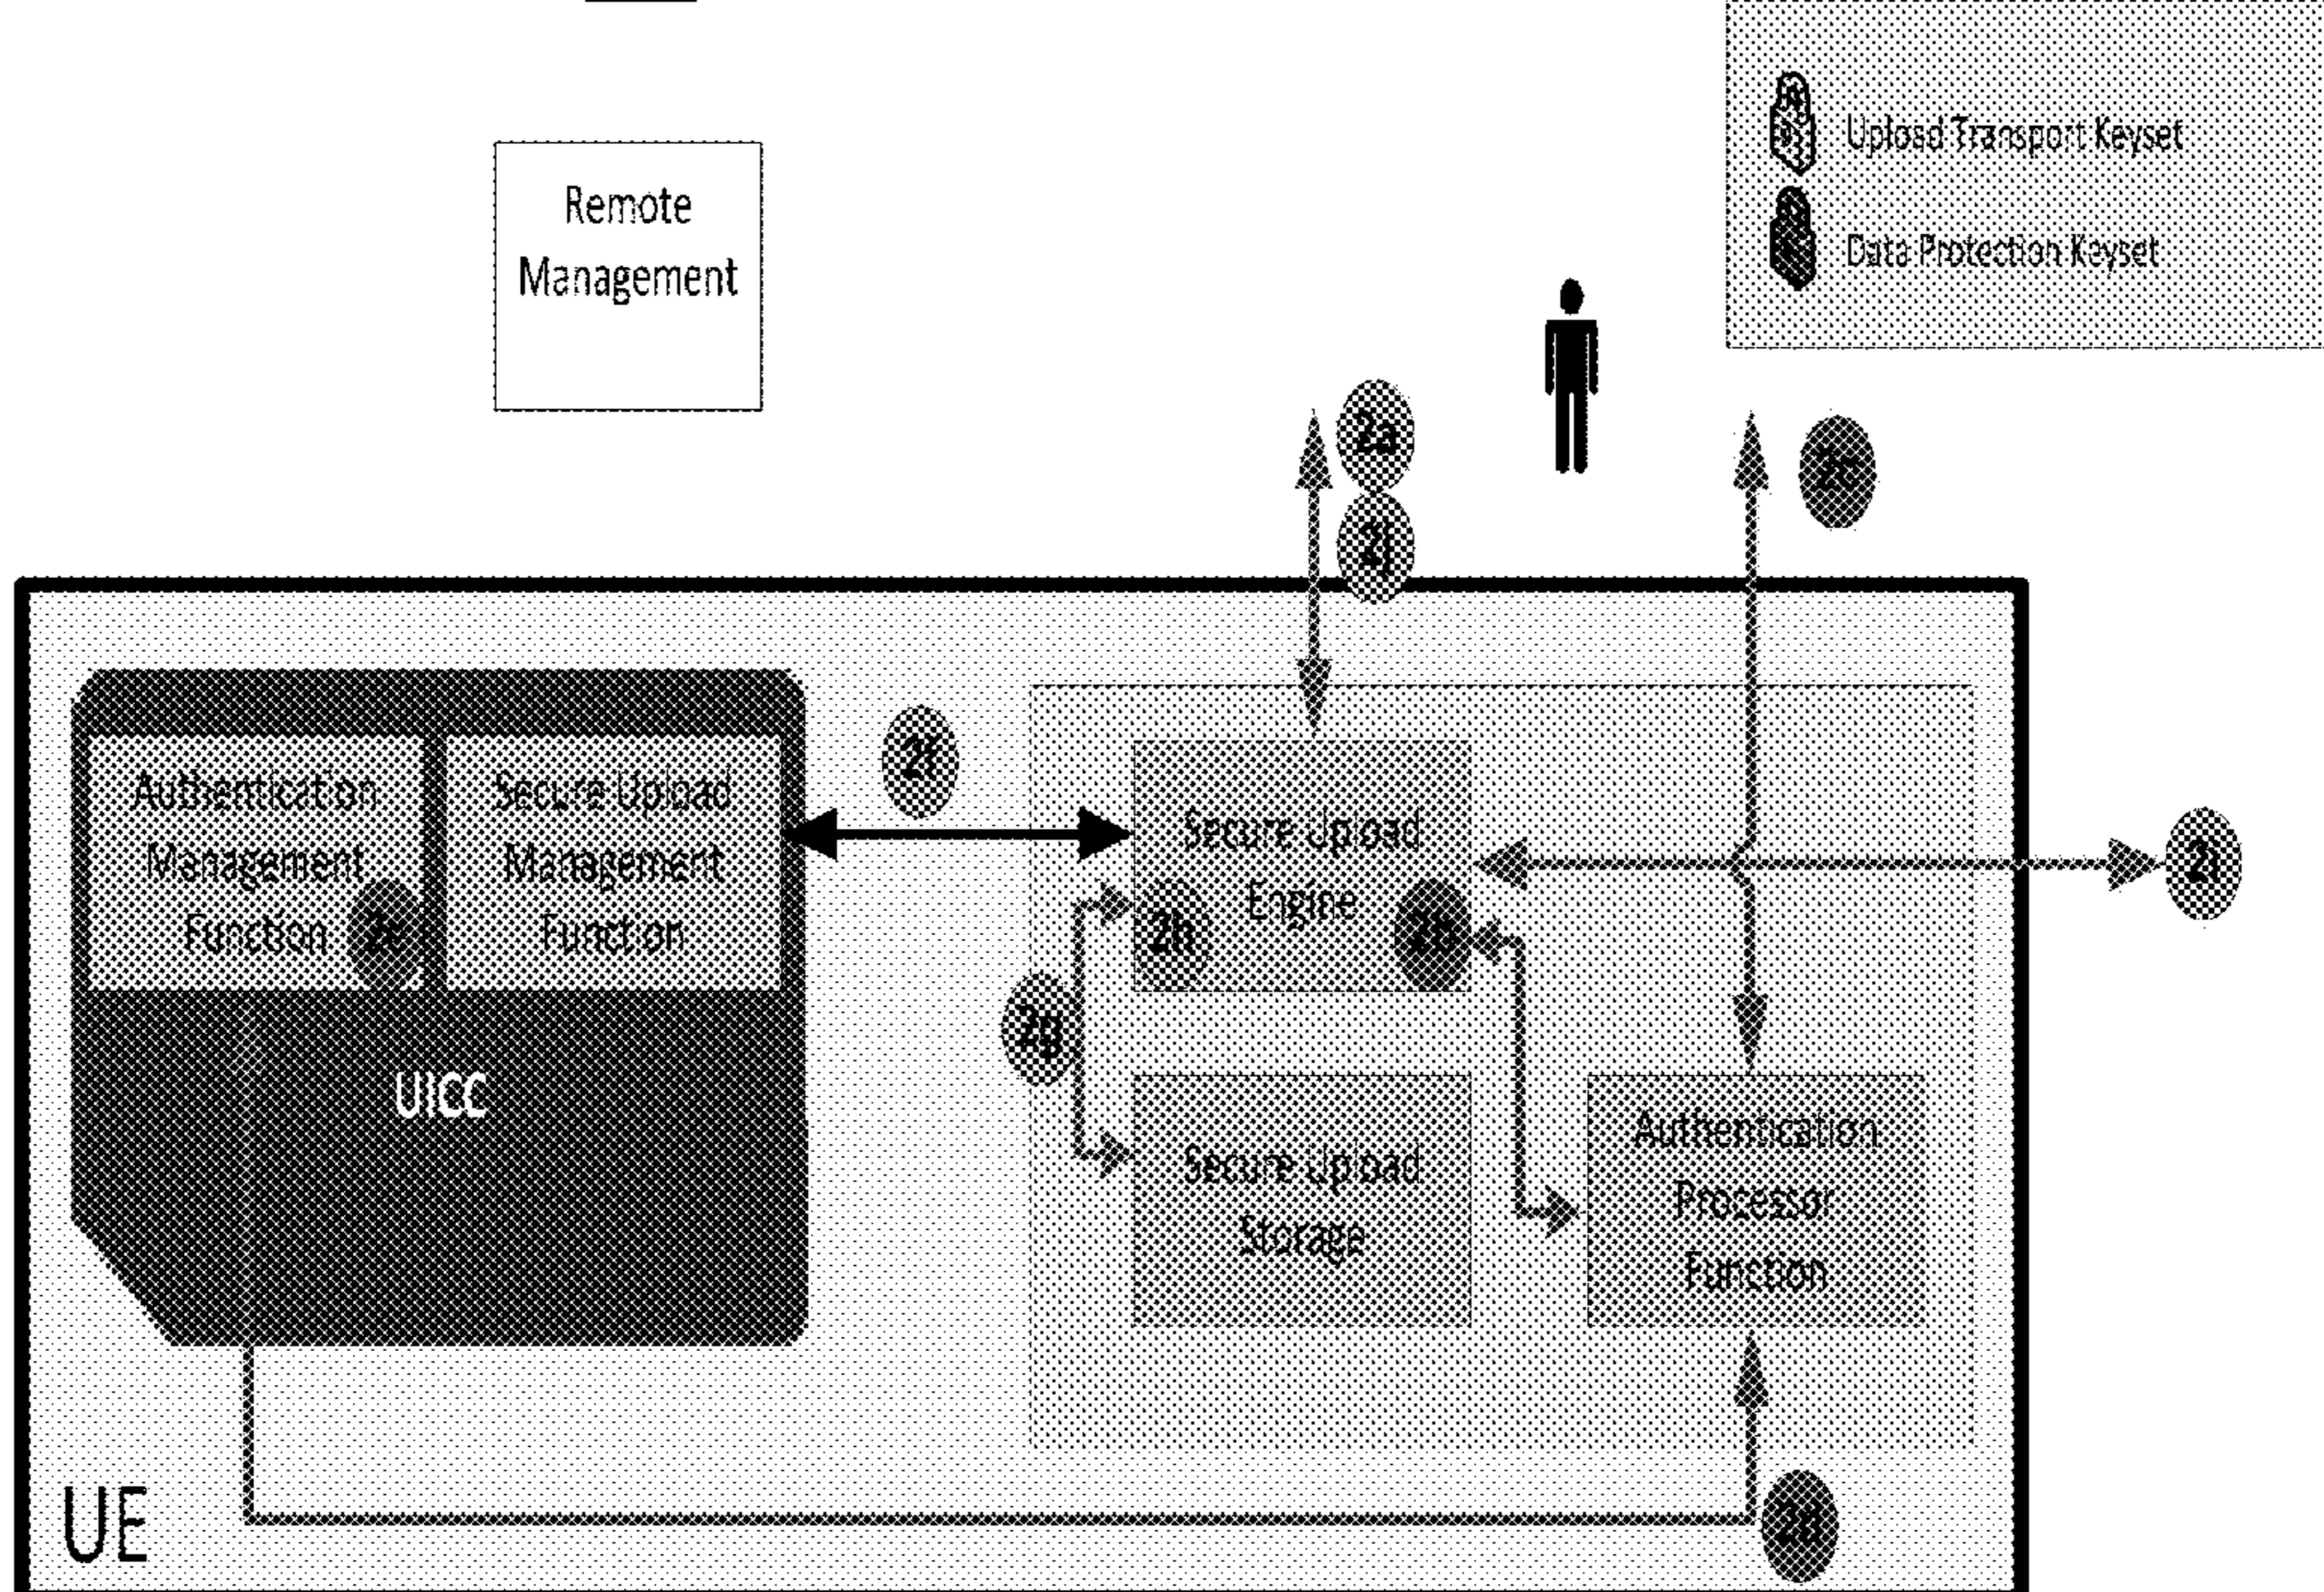 Upload Transport Keyset
Remote
Management
Data Protection Keyset
2a
2c
2j
2f
Authentication
Management
Function
2e
Secure Upload
Management
Function
Secure Upload
Engine
2h
2b
2i
2g
UICC
Secure Upload
Storage
Authentication
Processor
Function
UE
2d